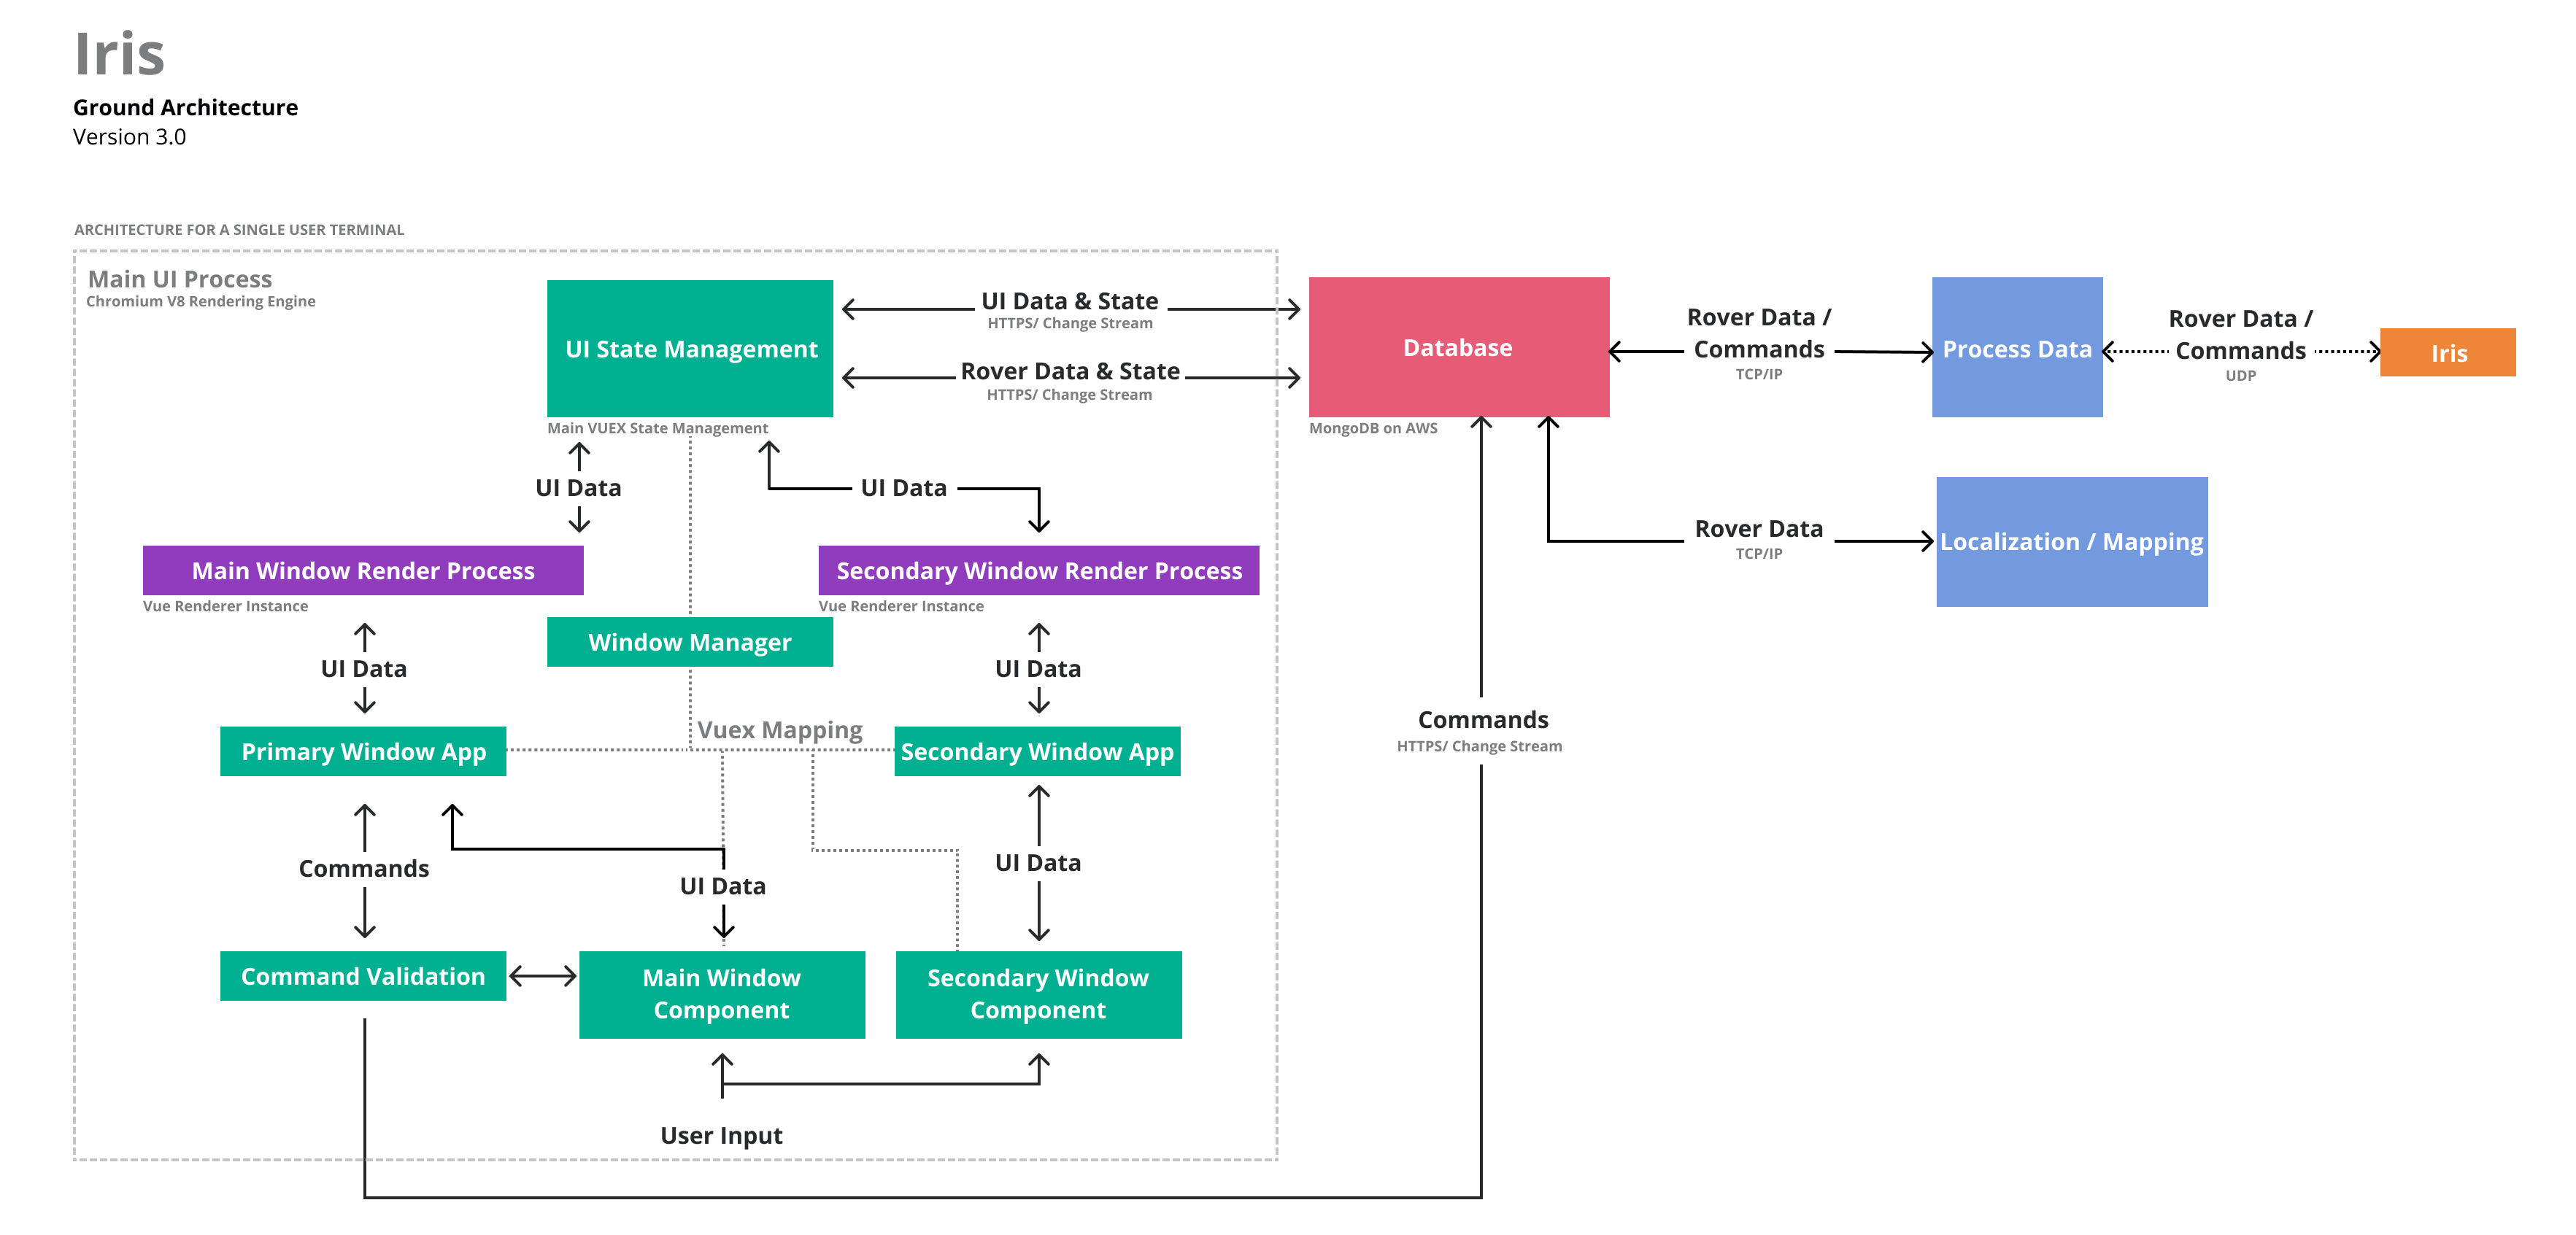 Iris
Ground Architecture
Version 3.0
ARCHITECTURE FOR A SINGLE USER TERMINAL
Main UI Process
Chromium V8 Rendering Engine
UI State Management
Main VUEX State Management
UI Data & State
HTTPS/ Change Stream
Rover Data & State
HTTPS/ Change Stream
Database
MongoDB on AWS
Rover Data /
Commands
TCP/IP
Process Data
Rover Data /
Commands
UDP
Iris
UI Data
UI Data
Rover Data
TCP/IP
Localization / Mapping
Main Window Render Process
Vue Renderer Instance
Secondary Window Render Process
Vue Renderer Instance
Window Manager
UI Data
UI Data
Vuex Mapping
Primary Window App
Secondary Window App
Commands
HTTPS/ Change Stream
Commands
UI Data
UI Data
Command Validation
Main Window
Component
Secondary Window
Component
User Input